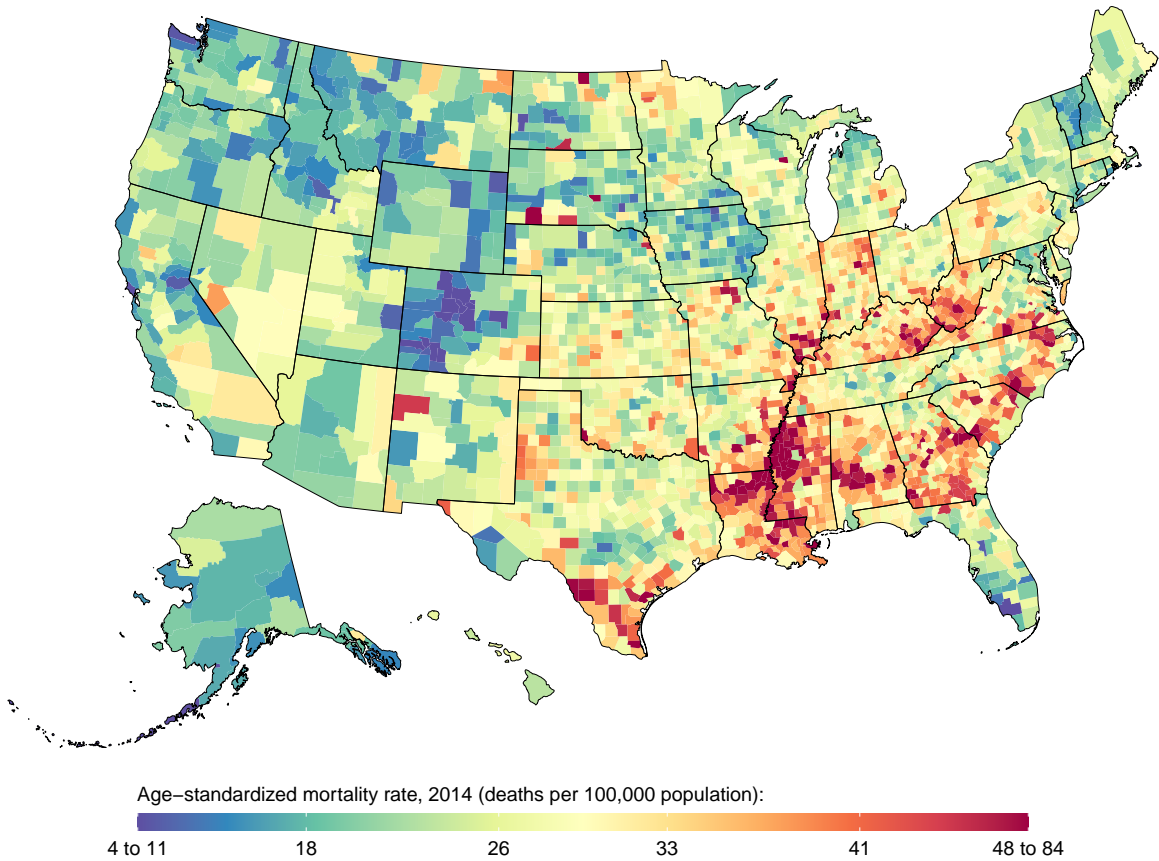 Age−standardized mortality rate, 2014 (deaths per 100,000 population):
4 to 11 18 26 33 41 48 to 84